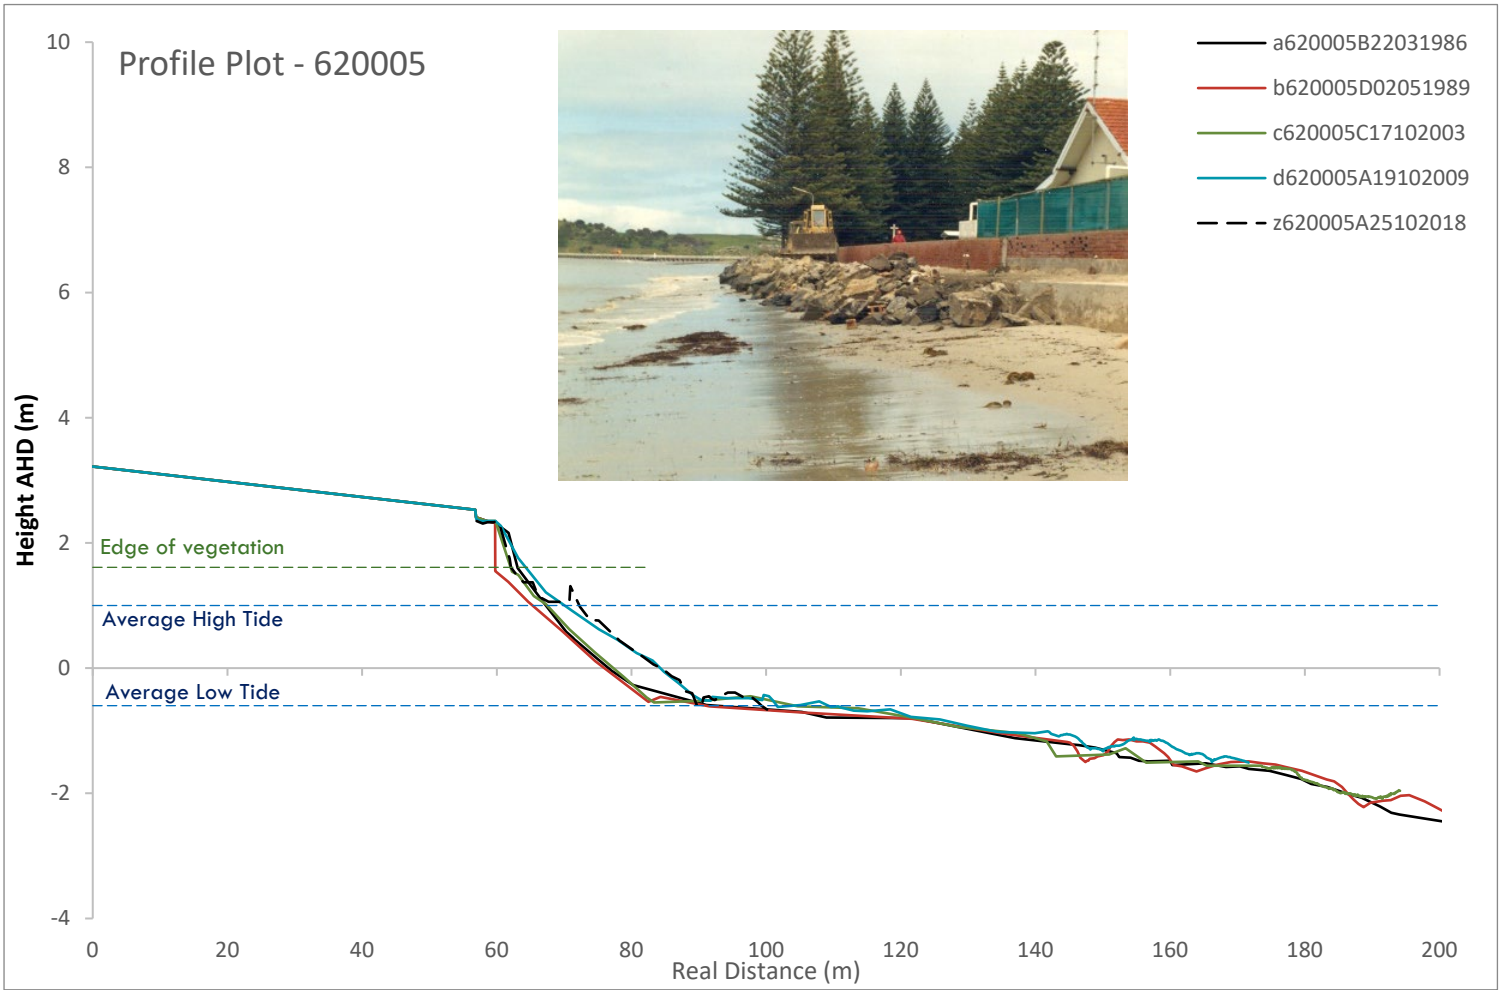 Profile Plot - 620005
a620005B22031986
b620005D02051989
c620005C17102003
d620005A19102009
z620005A25102018
10
8
6
4
2
0
-2
-4
Height AHD (m)
Edge of vegetation
Average High Tide
Average Low Tide
0 20 40 60 80 100 120 140 160 180 200
Real Distance (m)